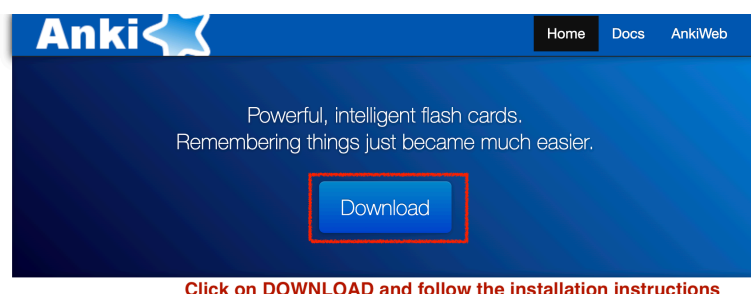 Anki
Home Docs AnkiWeb
Powerful, intelligent flash cards.
Remembering things just became much easier.
Download
Click on DOWNLOAD and follow the installation instructions